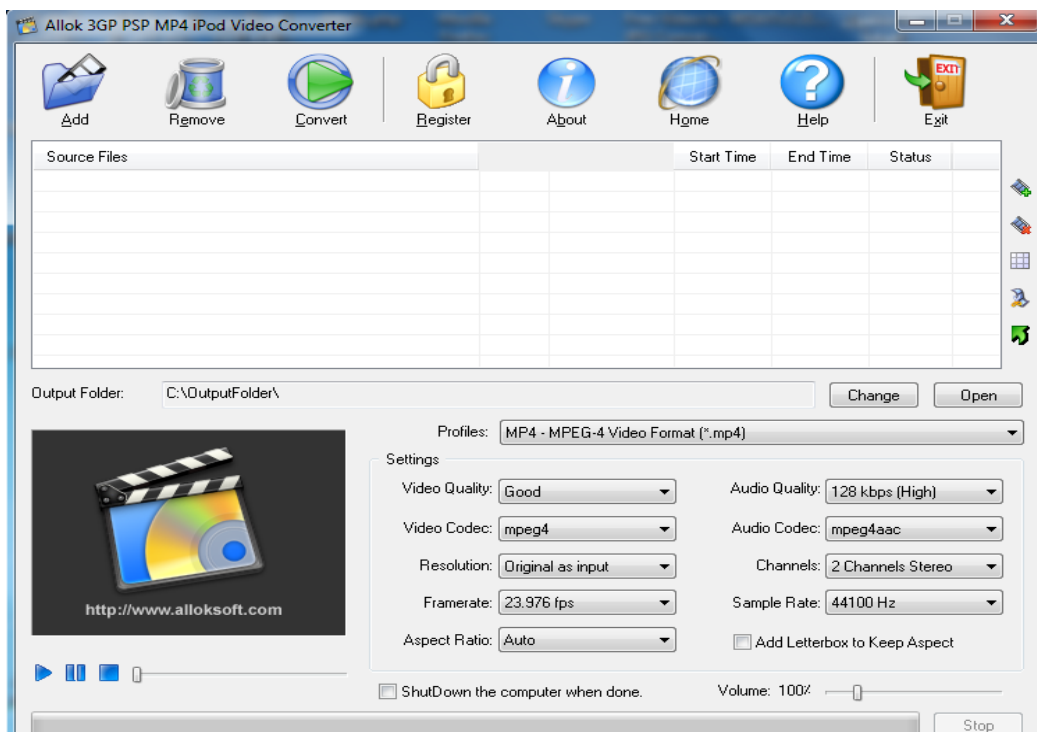 Allok 3GP PSP MP4 iPod Video Converter
Add Remove Convert Register About Home Help Exit
EXIT
Source Files Start Time End Time Status
Output Folder: C:\OutputFolder\ Change Open
Profiles: MP4 - MPEG-4 Video Format (*.mp4)
Settings
Video Quality: Good Audio Quality: 128 kbps (High)
Video Codec: mpeg4 Audio Codec: mpeg4aac
Resolution: Original as input Channels: 2 Channels Stereo
Framerate: 23.976 fps Sample Rate: 44100 Hz
http://www.alloksoft.com
Aspect Ratio: Auto Add Letterbox to Keep Aspect
ShutDown the computer when done. Volume: 100%
Stop